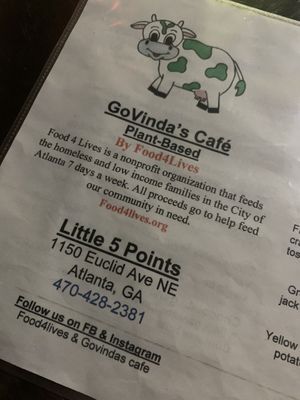 GoVinda's Café
Plant-Based
By Food4Lives
Food 4 Lives is a nonprofit organization that feeds
the homeless and low income families in the City of
Atlanta 7 days a week. All proceeds go to help feed
our community in need.
Food4lives.org
Little 5 Points
1150 Euclid Ave NE
Atlanta, GA
470-428-2381
Follow us on FB & Instagram
Food4lives & Govindas cafe
jack
Yellow